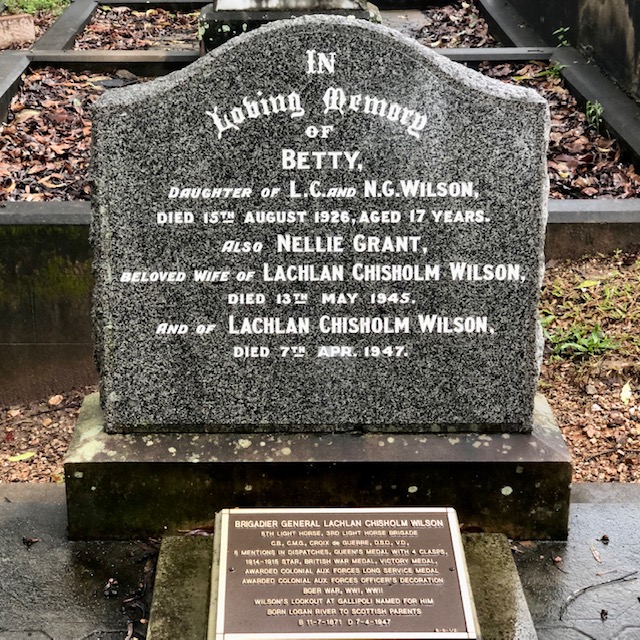 IN
Loving Memory
OF
BETTY,
DAUGHTER OF L.C. AND N.G. WILSON,
DIED 15TH AUGUST 1926, AGED 17 YEARS.
ALSO NELLIE GRANT,
BELOVED WIFE OF LACHLAN CHISHOLM WILSON,
DIED 13TH MAY 1945.
AND OF LACHLAN CHISHOLM WILSON,
DIED 7TH APR. 1947.
BRIGADIER GENERAL LACHLAN CHISHOLM WILSON
5TH LIGHT HORSE, 3RD LIGHT HORSE BRIGADE
C.B., C.M.G., CROIX de GUERRE, D.S.O., V.D.,
6 MENTIONS IN DISPATCHES, QUEEN'S MEDAL WITH 4 CLASPS,
1914-1915 STAR, BRITISH WAR MEDAL, VICTORY MEDAL,
AWARDED COLONIAL AUX FORCES LONG SERVICE MEDAL
AWARDED COLONIAL AUX FORCES OFFICER'S DECORATION
BOER WAR, WWI, WWII
WILSON'S LOOKOUT AT GALLIPOLI NAMED FOR HIM
BORN LOGAN RIVER TO SCOTTISH PARENTS
B 11-7-1871 D 7-4-1947